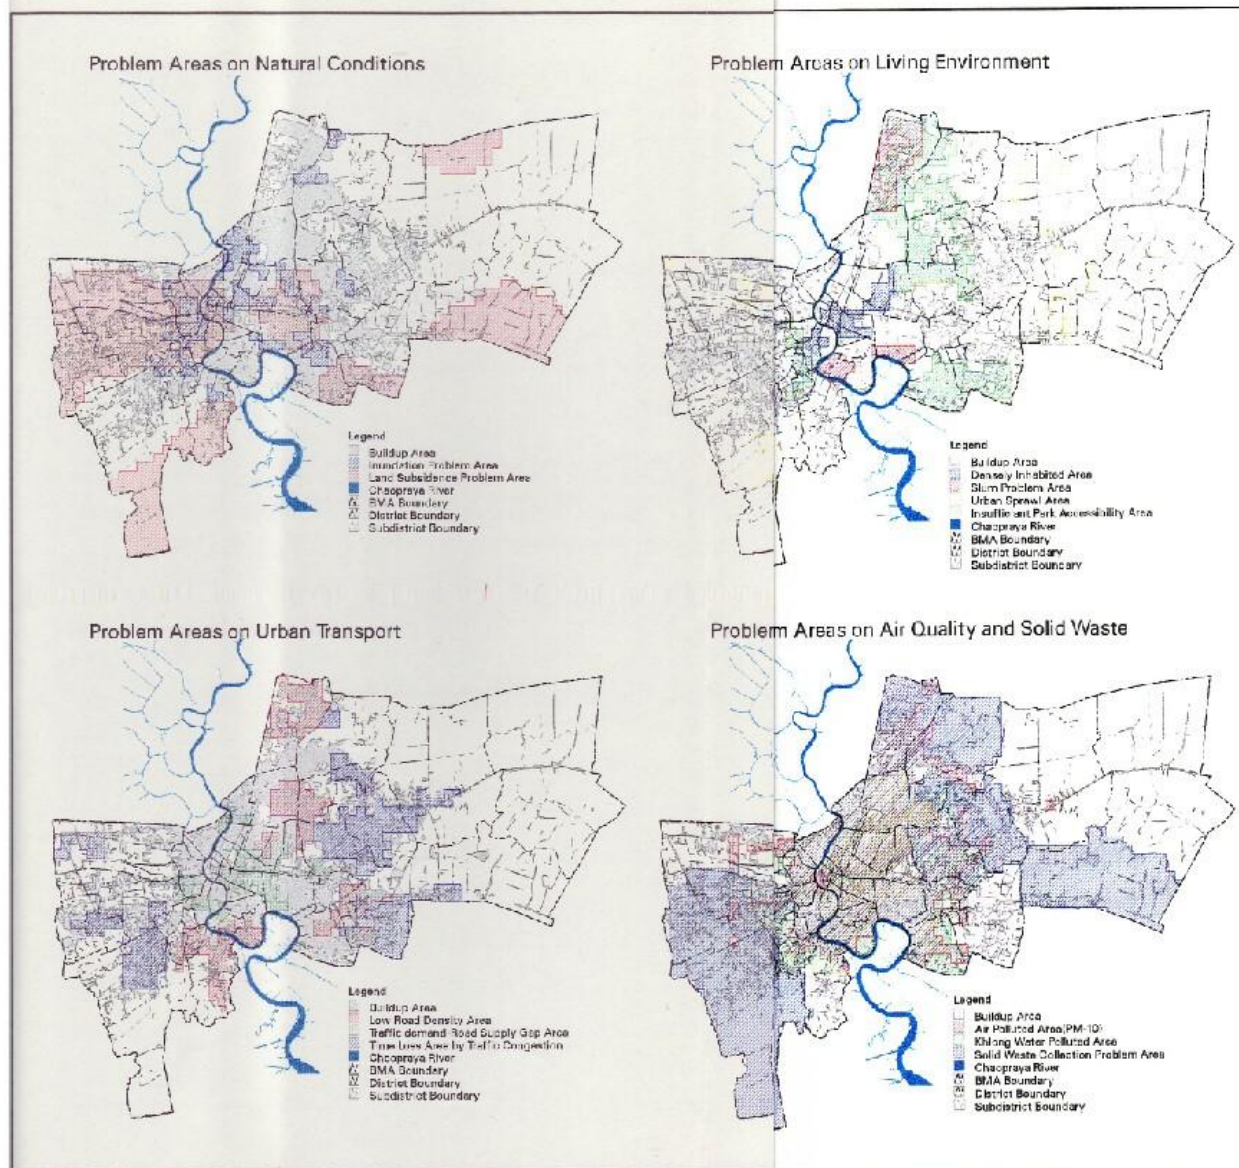 Problem Areas on Natural Conditions
Legend
Buildup Area
Inundation Problem Area
Land Subsidence Problem Area
Chaopraya River
BMA Boundary
District Boundary
Subdistrict Boundary
Problem Areas on Living Environment
Legend
Buildup Area
Densely Inhabited Area
Slum Problem Area
Urban Sprawl Area
Insufficient Park Accessibility Area
Chaopraya River
BMA Boundary
District Boundary
Subdistrict Boundary
Problem Areas on Urban Transport
Legend
Buildup Area
Low Road Density Area
Traffic demand-Road Supply Gap Area
Time Loss Area by Traffic Congestion
Chaopraya River
BMA Boundary
District Boundary
Subdistrict Boundary
Problem Areas on Air Quality and Solid Waste
Legend
Buildup Area
Air Polluted Area(PM-10)
Khlong Water Polluted Area
Solid Waste Collection Problem Area
Chaopraya River
BMA Boundary
District Boundary
Subdistrict Boundary